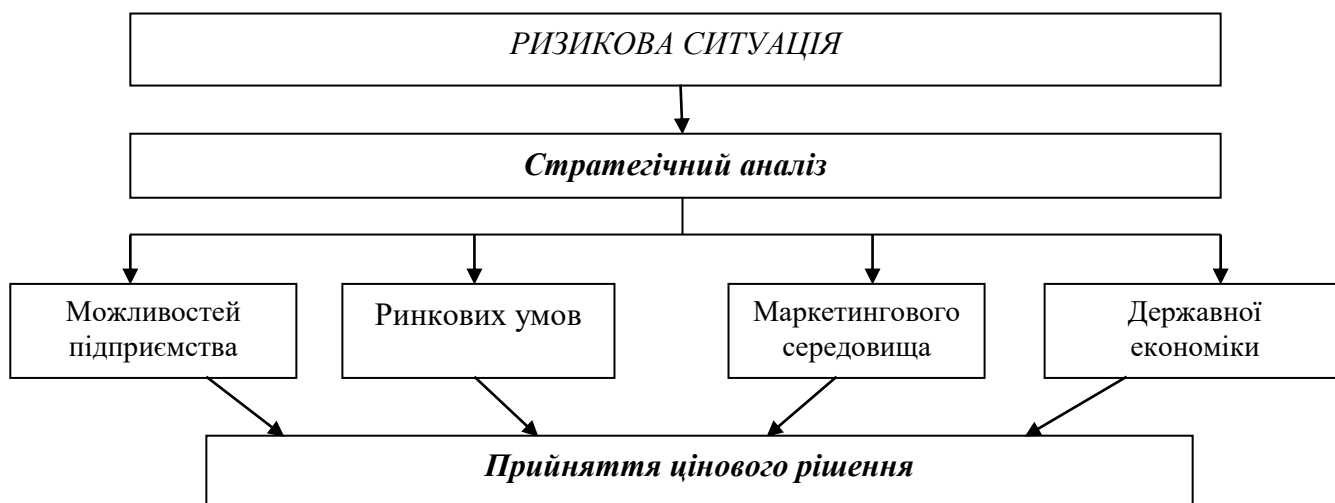 РИЗИКОВА СИТУАЦІЯ
Стратегічний аналіз
Можливостей
підприємства
Ринкових умов
Маркетингового
середовища
Державної
економіки
Прийняття цінового рішення